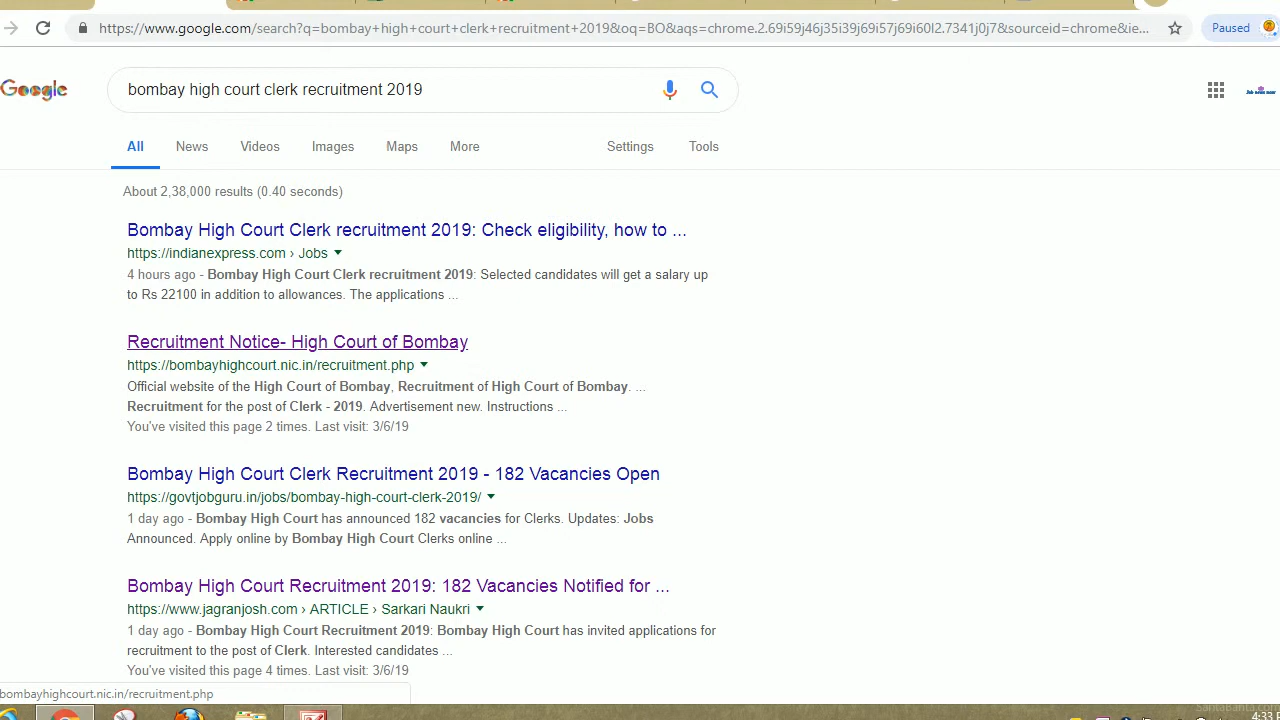 https://www.google.com/search?q=bombay+high+court+clerk+recruitment+2019&oq=BO&aqs=chrome.2.69i59j46j35i39j69i57j69i60l2.7341j0j7&sourceid=chrome&ie...
Paused
Google
bombay high court clerk recruitment 2019
All News Videos Images Maps More Settings Tools
About 2,38,000 results (0.40 seconds)
Bombay High Court Clerk recruitment 2019: Check eligibility, how to ...
https://indianexpress.com › Jobs
4 hours ago - Bombay High Court Clerk recruitment 2019: Selected candidates will get a salary up
to Rs 22100 in addition to allowances. The applications ...
Recruitment Notice- High Court of Bombay
https://bombayhighcourt.nic.in/recruitment.php
Official website of the High Court of Bombay, Recruitment of High Court of Bombay. ...
Recruitment for the post of Clerk - 2019. Advertisement new. Instructions ...
You've visited this page 2 times. Last visit: 3/6/19
Bombay High Court Clerk Recruitment 2019 - 182 Vacancies Open
https://govtjobguru.in/jobs/bombay-high-court-clerk-2019/
1 day ago - Bombay High Court has announced 182 vacancies for Clerks. Updates: Jobs
Announced. Apply online by Bombay High Court Clerks online ...
Bombay High Court Recruitment 2019: 182 Vacancies Notified for ...
https://www.jagranjosh.com › ARTICLE › Sarkari Naukri
1 day ago - Bombay High Court Recruitment 2019: Bombay High Court has invited applications for
recruitment to the post of Clerk. Interested candidates ...
You've visited this page 4 times. Last visit: 3/6/19
bombayhighcourt.nic.in/recruitment.php